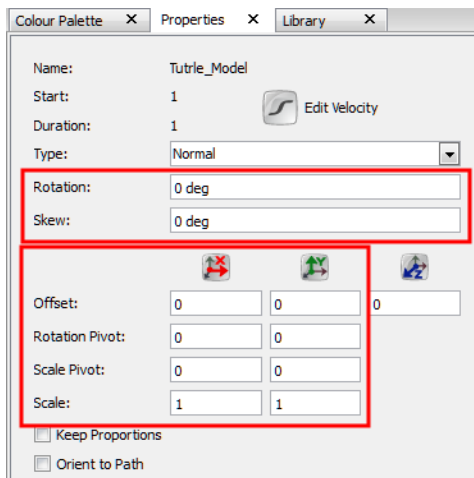 Colour Palette X Properties X Library X
Name: Tutrle_Model
Start: 1
Edit Velocity
Duration: 1
Type: Normal
Rotation: 0 deg
Skew: 0 deg
X Y Z
Offset: 0 0 0
Rotation Pivot: 0 0
Scale Pivot: 0 0
Scale: 1 1
Keep Proportions
Orient to Path